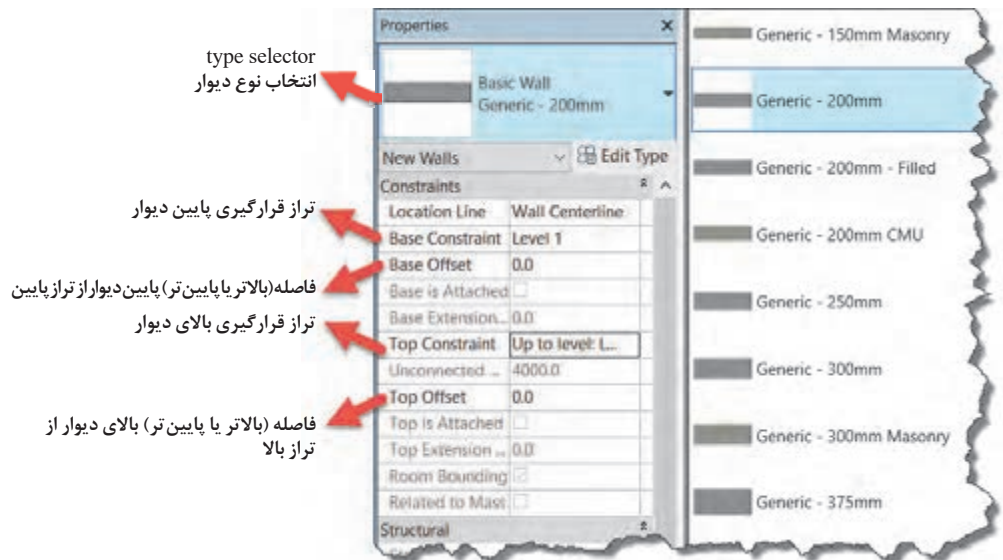 type selector
انتخاب نوع دیوار
تراز قرارگیری پایین دیوار
فاصله (بالاتر یا پایین‌تر) پایین دیوار از تراز پایین
تراز قرارگیری بالای دیوار
فاصله (بالاتر یا پایین‌تر) بالای دیوار از
تراز بالا
Properties
Basic Wall
Generic - 200mm
New Walls
Edit Type
Constraints
Location Line Wall Centerline
Base Constraint Level 1
Base Offset 0.0
Base is Attached
Base Extension... 0.0
Top Constraint Up to level: L...
Unconnected ... 4000.0
Top Offset 0.0
Top is Attached
Top Extension ... 0.0
Room Bounding
Related to Mass
Structural
Generic - 150mm Masonry
Generic - 200mm
Generic - 200mm - Filled
Generic - 200mm CMU
Generic - 250mm
Generic - 300mm
Generic - 300mm Masonry
Generic - 375mm